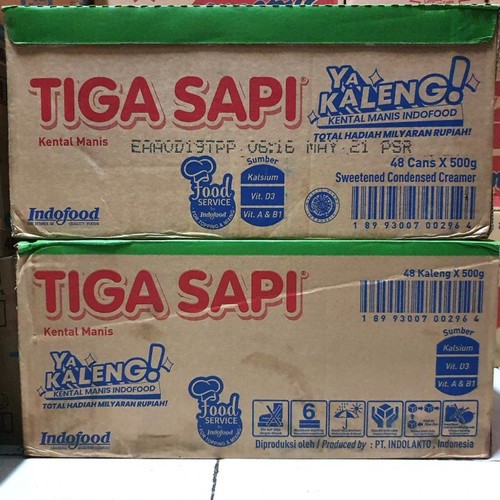 TIGA SAPI
Kental Manis
YA KALENG!
KENTAL MANIS INDOFOOD
TOTAL HADIAH MILYARAN RUPIAH!
EAAUD19TPP 06:16 MAY 21 PSR
48 Cans X 500g
Sweetened Condensed Creamer
Sumber
Kalsium
Vit. D3
Vit. A & B1
Food
SERVICE
by Indofood
Indofood
1 89 93007 00296 4
TIGA SAPI
Kental Manis
48 Kaleng X 500g
1 89 93007 00296 4
Sumber
Kalsium
Vit. D3
Vit. A & B1
YA KALENG!
KENTAL MANIS INDOFOOD
TOTAL HADIAH MILYARAN RUPIAH!
Food
SERVICE
by Indofood
6
Indofood
Diproduksi oleh / Produced by : PT. INDOLAKTO, Indonesia